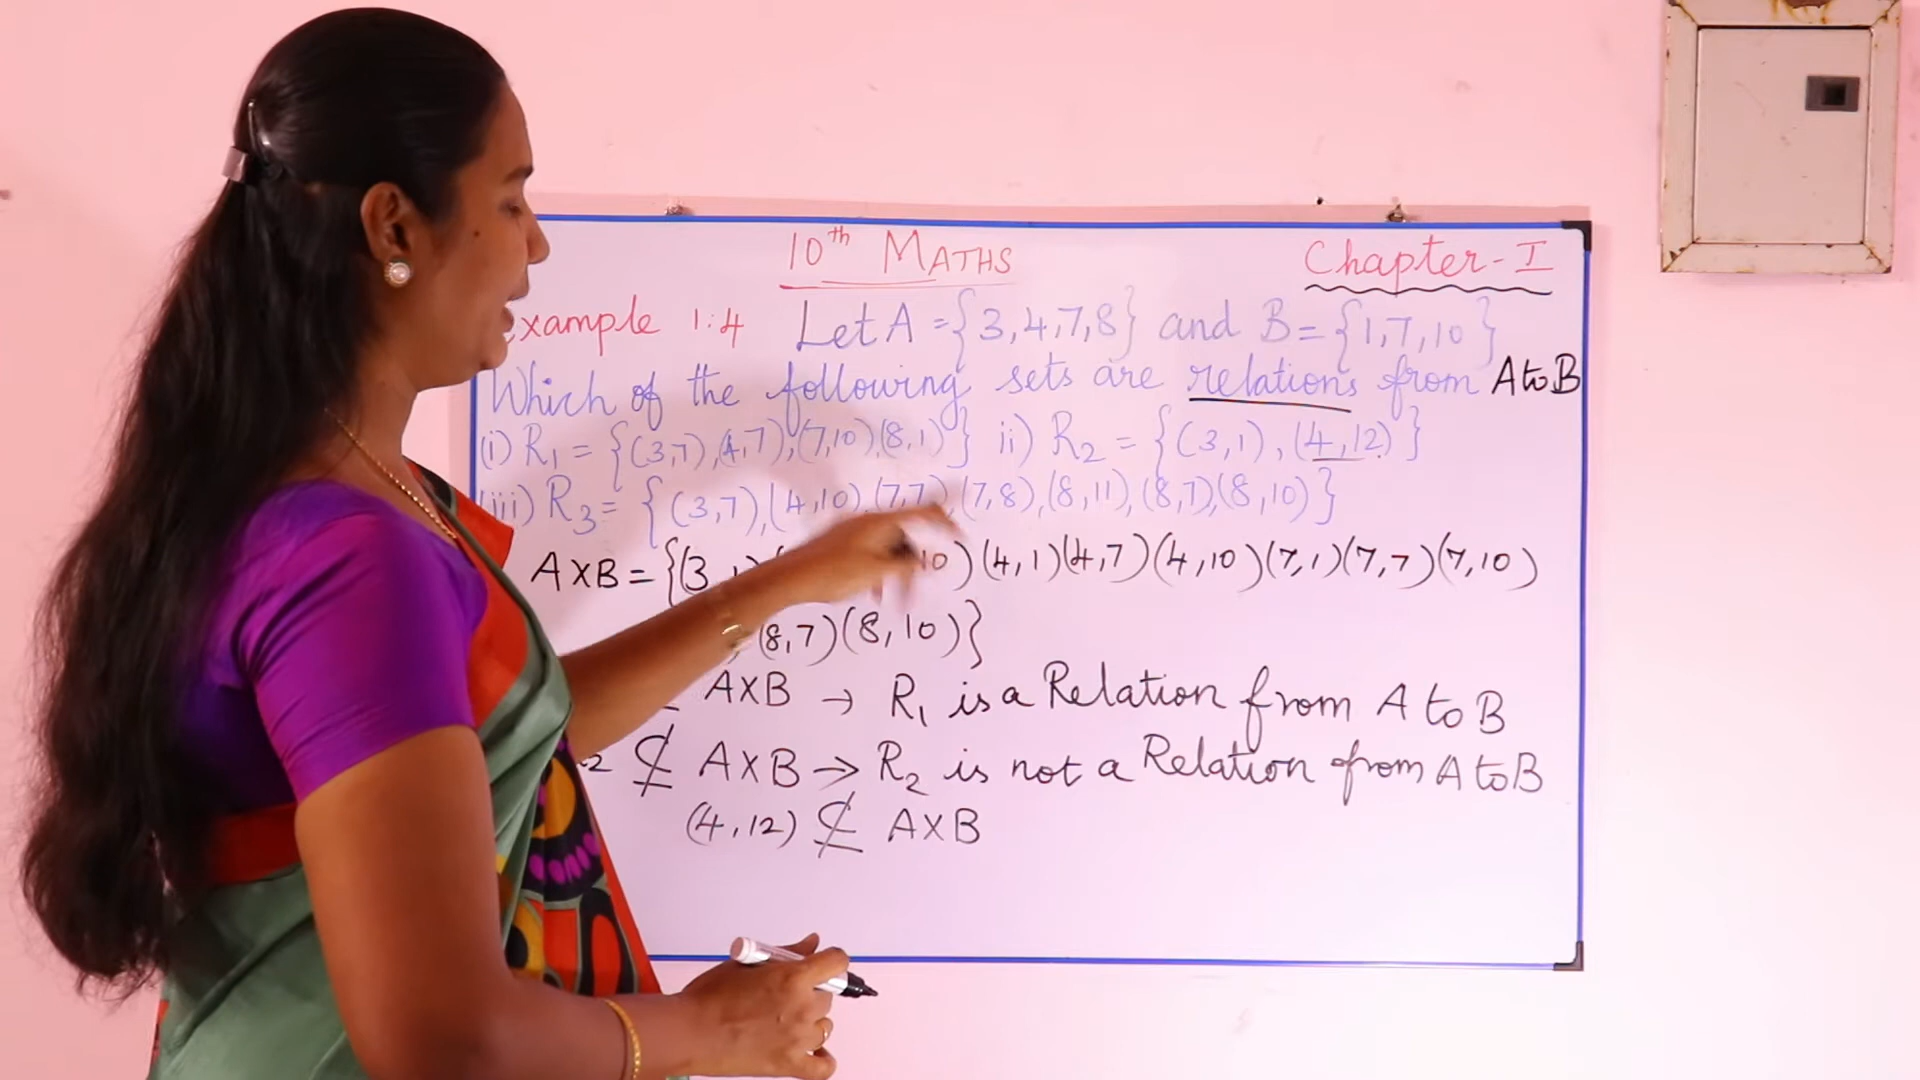 10th MATHS
Chapter-I
xample 1:4 Let A = {3,4,7,8} and B = {1,7,10}
Which of the following sets are relations from A to B
(i) R1 = {(3,7),(4,7),(7,10)(8,1)} ii) R2 = {(3,1),(4,12)}
iii) R3 = {(3,7),(4,10),(7,7),(7,8),(8,11),(8,7),(8,10)}
A×B = {(3, 10)(4,1)(4,7)(4,10)(7,1)(7,7)(7,10)
(8,7)(8,10)}
A×B → R1 is a Relation from A to B
2 ⊈ A×B → R2 is not a Relation from A to B
(4,12) ⊈ A×B